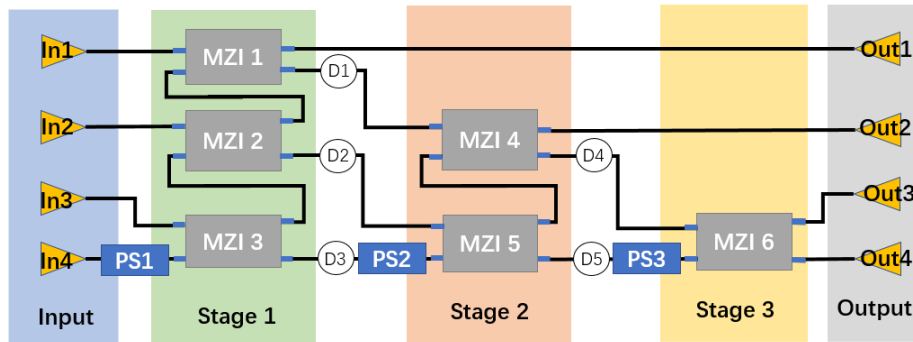 In1
MZI 1
D1
Out1
In2
MZI 2
D2
MZI 4
D4
Out2
In3
MZI 3
Out3
In4
PS1
D3
PS2
MZI 5
D5
PS3
MZI 6
Out4
Input
Stage 1
Stage 2
Stage 3
Output